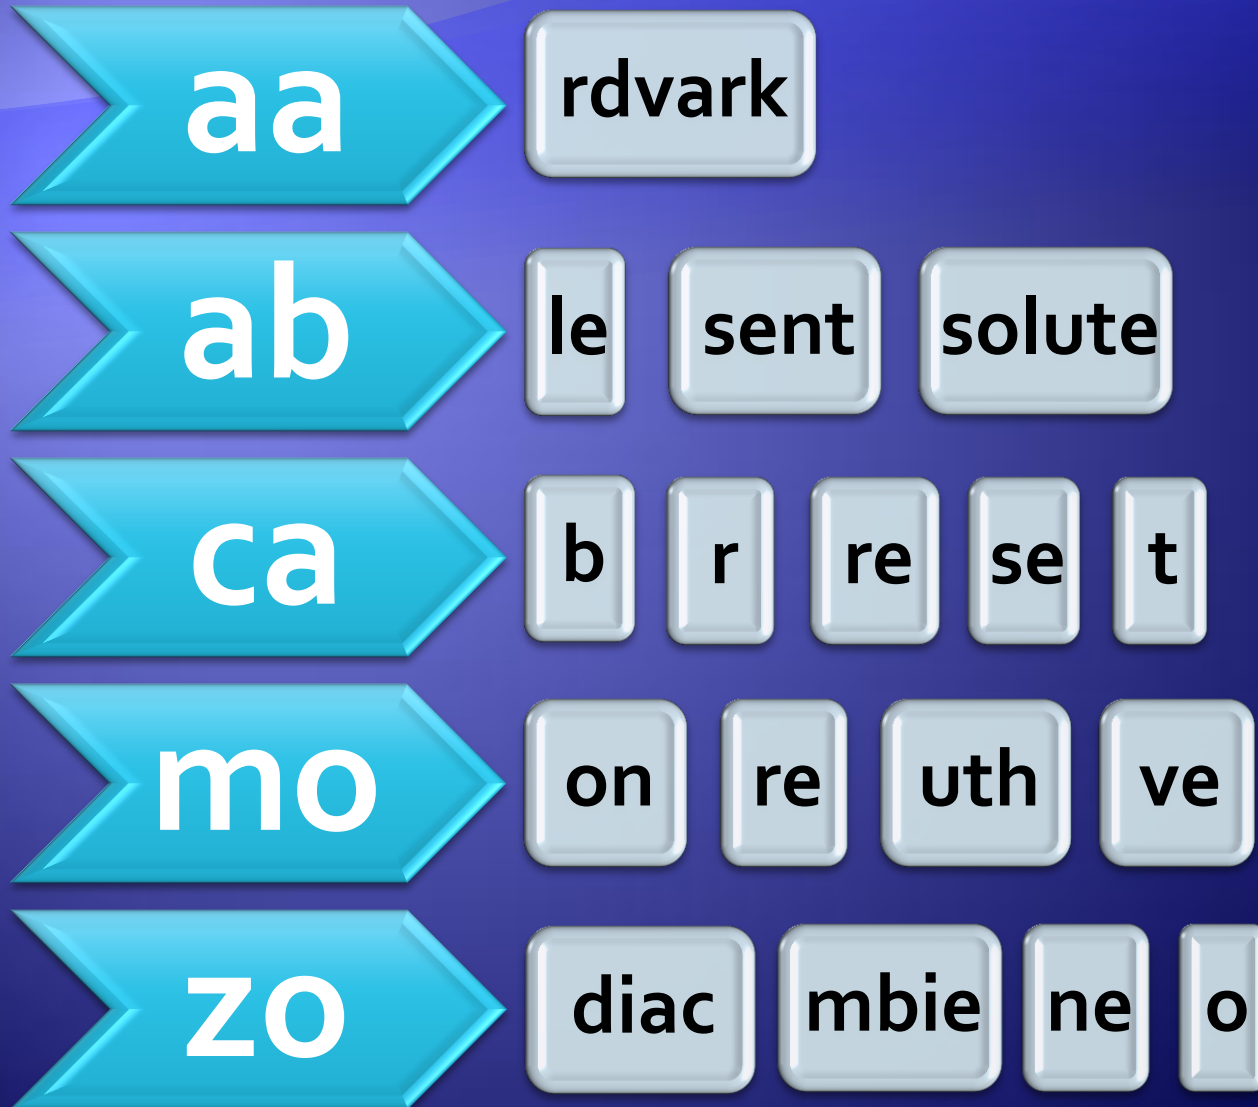 aa rdvark
ab le sent solute
ca b r re se t
mo on re uth ve
zo diac mbie ne o